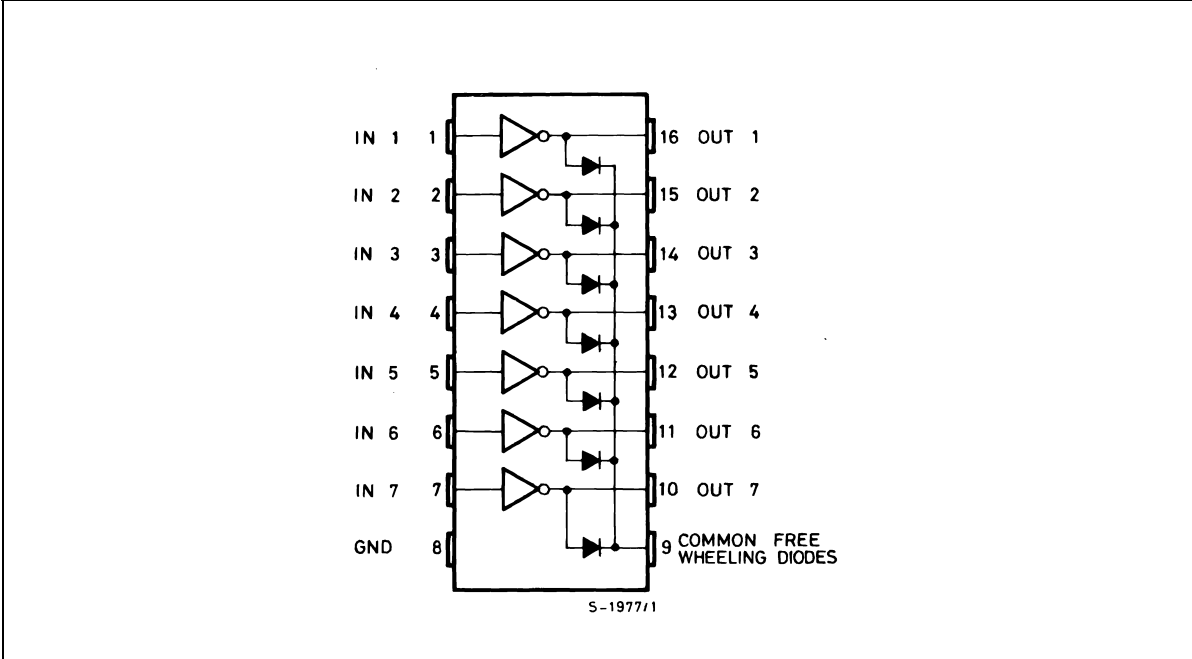 IN 1 1 16 OUT 1
IN 2 2 15 OUT 2
IN 3 3 14 OUT 3
IN 4 4 13 OUT 4
IN 5 5 12 OUT 5
IN 6 6 11 OUT 6
IN 7 7 10 OUT 7
GND 8 9 COMMON FREE
WHEELING DIODES
S-1977/1